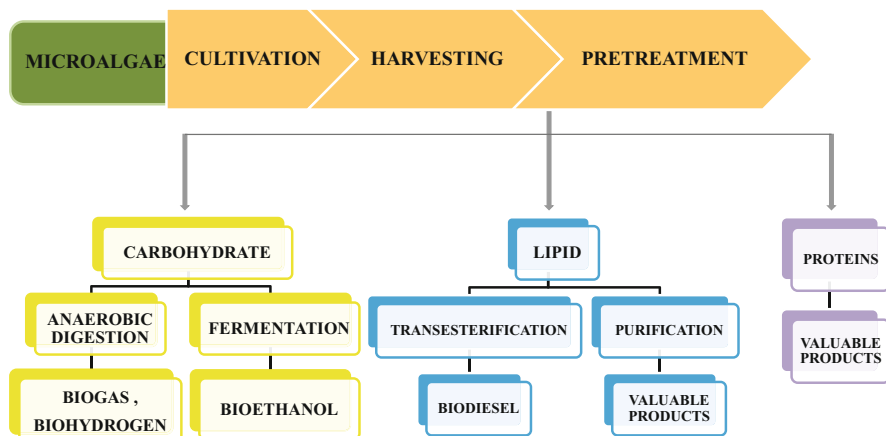 MICROALGAE
CULTIVATION
HARVESTING
PRETREATMENT
CARBOHYDRATE
LIPID
PROTEINS
ANAEROBIC
DIGESTION
FERMENTATION
TRANSESTERIFICATION
PURIFICATION
VALUABLE
PRODUCTS
BIOGAS ,
BIOHYDROGEN
BIOETHANOL
BIODIESEL
VALUABLE
PRODUCTS